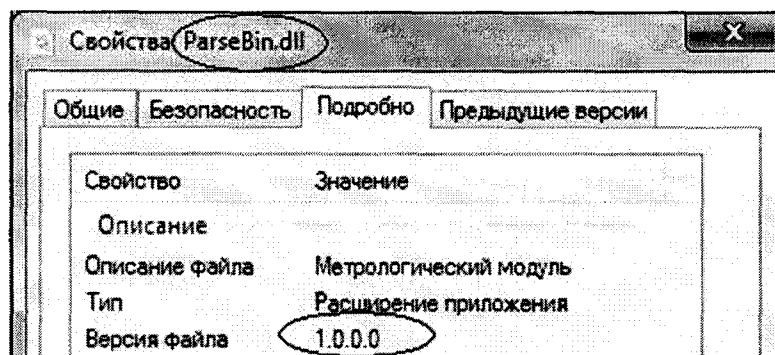 Свойства ParseBin.dll
Общие Безопасность Подробно Предыдущие версии
Свойство Значение
Описание
Описание файла Метрологический модуль
Тип Расширение приложения
Версия файла 1.0.0.0